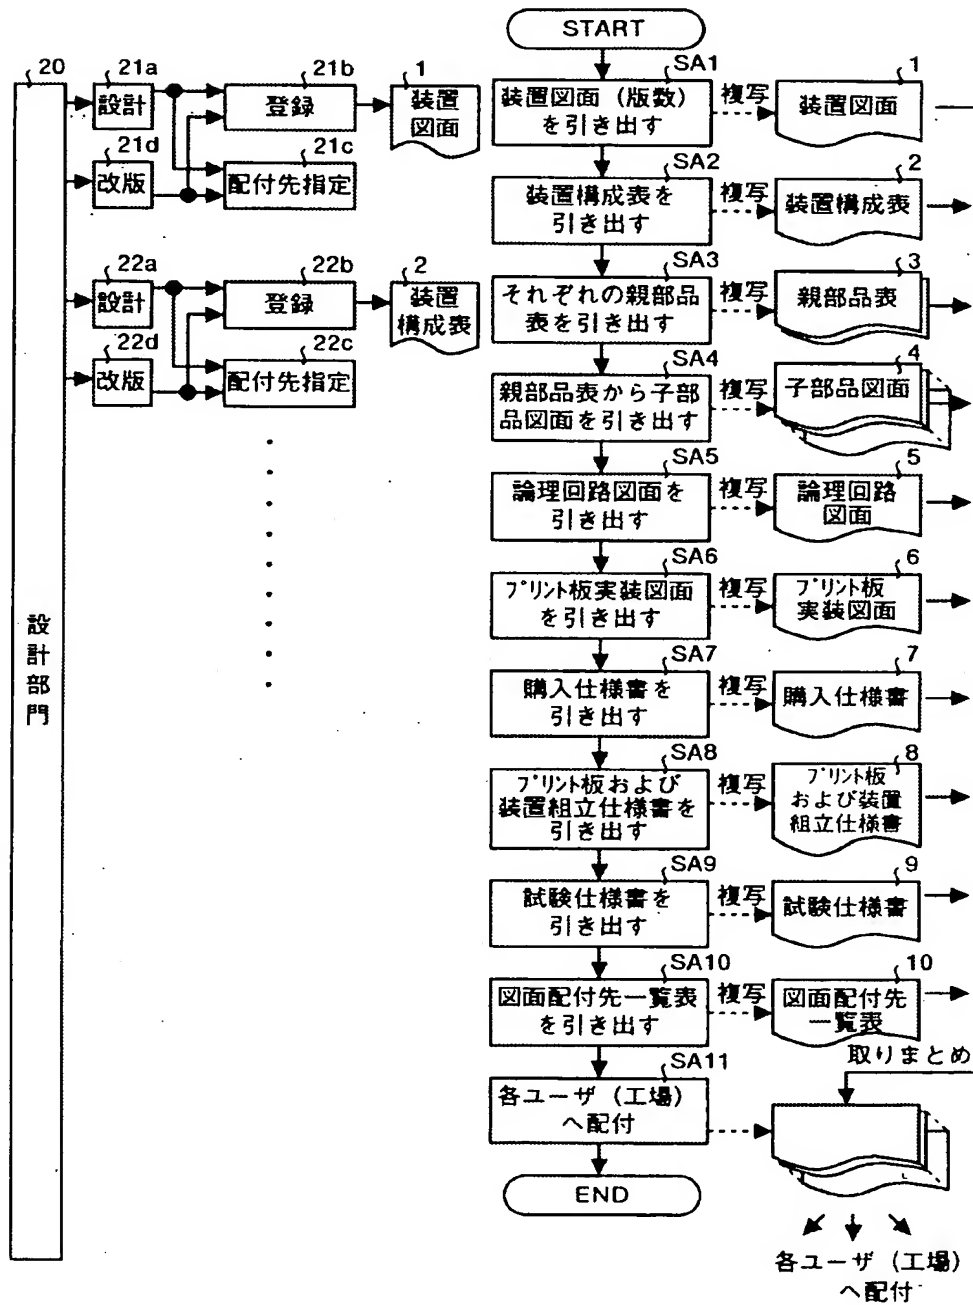 20
設計部門
21a
設計
21b
登録
1
装置
図面
21d
改版
21c
配付先指定
22a
設計
22b
登録
2
装置
構成表
22d
改版
22c
配付先指定
START
SA1
装置図面(版数)
を引き出す
複写
1
装置図面
SA2
装置構成表を
引き出す
複写
2
装置構成表
SA3
それぞれの親部品
表を引き出す
複写
3
親部品表
SA4
親部品表から子部
品図面を引き出す
複写
4
子部品図面
SA5
論理回路図面を
引き出す
複写
5
論理回路
図面
SA6
プリント板実装図面
を引き出す
複写
6
プリント板
実装図面
SA7
購入仕様書を
引き出す
複写
7
購入仕様書
SA8
プリント板および
装置組立仕様書を
引き出す
複写
8
プリント板
および装置
組立仕様書
SA9
試験仕様書を
引き出す
複写
9
試験仕様書
SA10
図面配付先一覧表
を引き出す
複写
10
図面配付先
一覧表
取りまとめ
SA11
各ユーザ(工場)
へ配付
END
各ユーザ(工場)
へ配付